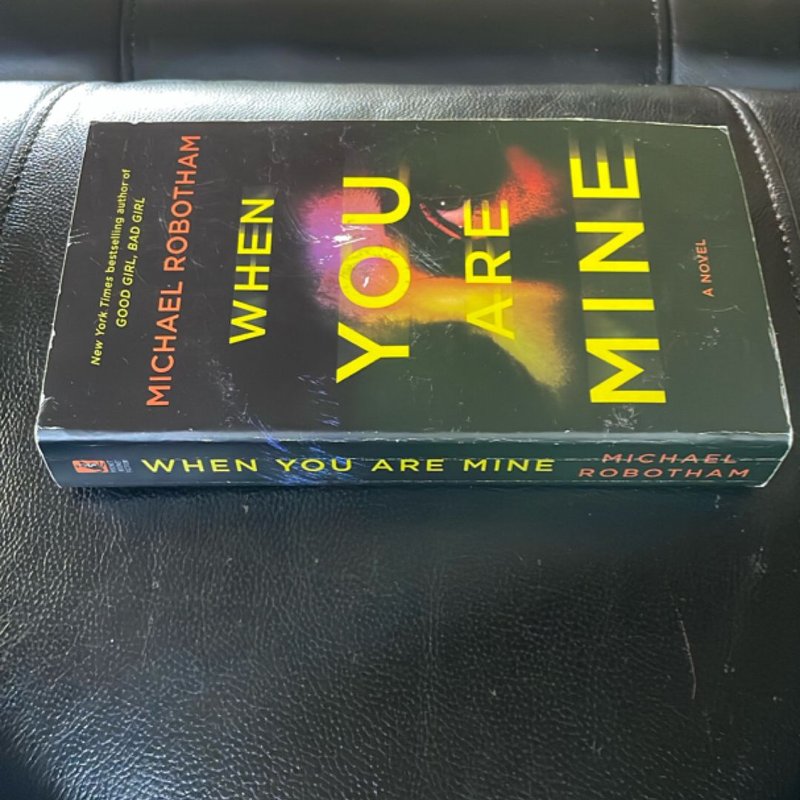 New York Times bestselling author of
GOOD GIRL, BAD GIRL
MICHAEL ROBOTHAM
WHEN
YOU
ARE
MINE
A NOVEL
WHEN YOU ARE MINE
MICHAEL
ROBOTHAM